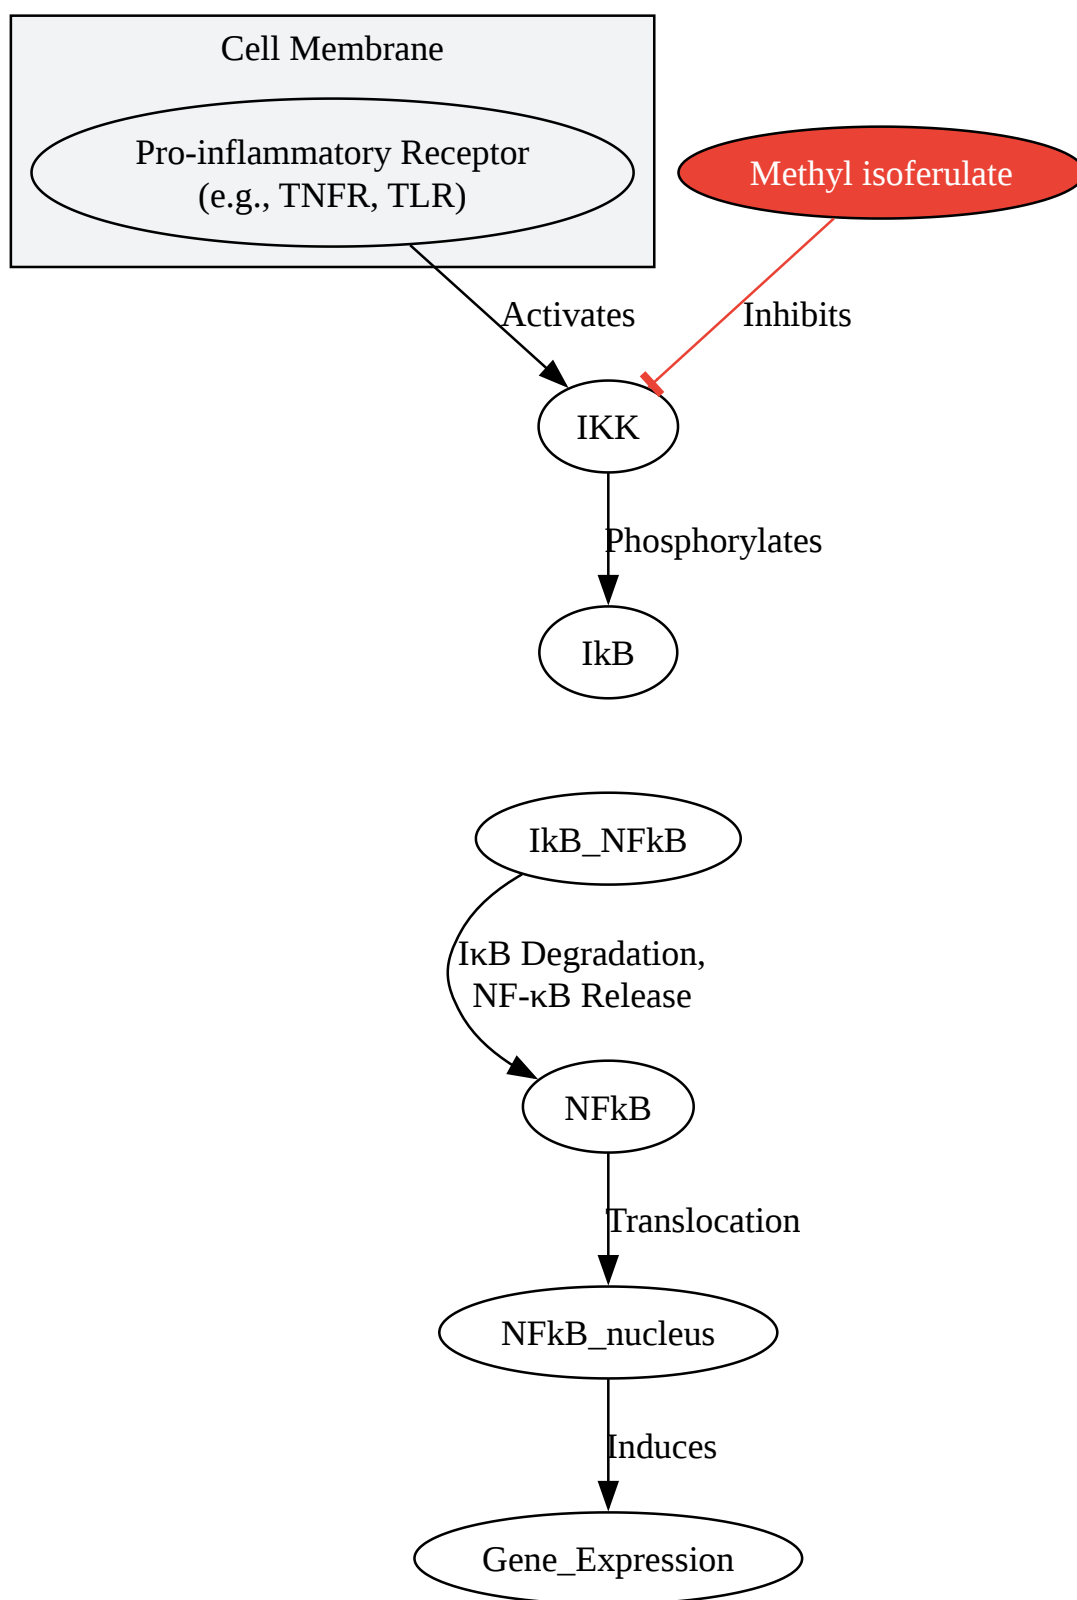 Cell Membrane
Pro-inflammatory Receptor
(e.g., TNFR, TLR)
Methyl isoferulate
Activates
Inhibits
IKK
Phosphorylates
IkB
IkB_NFkB
IκB Degradation,
NF-κB Release
NFkB
Translocation
NFkB_nucleus
Induces
Gene_Expression